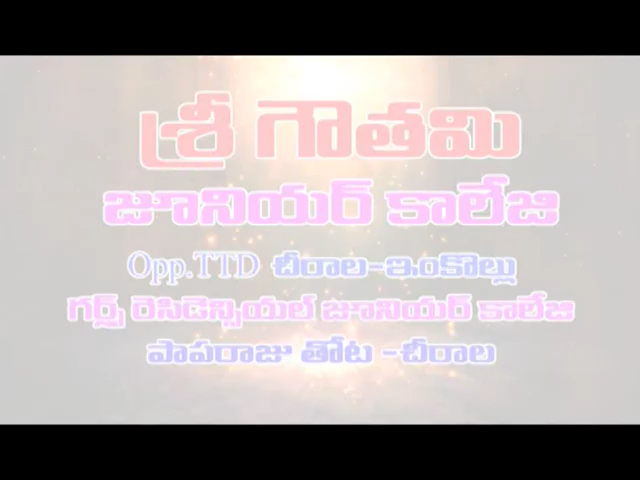 శ్రీ గౌతమి
జూనియర్ కాలేజి
Opp.TTD చీరాల-ఇంకొల్లు
గర్ల్స్ రెసిడెన్సియల్ జూనియర్ కాలేజి
పాపరాజు తోట -చీరాల